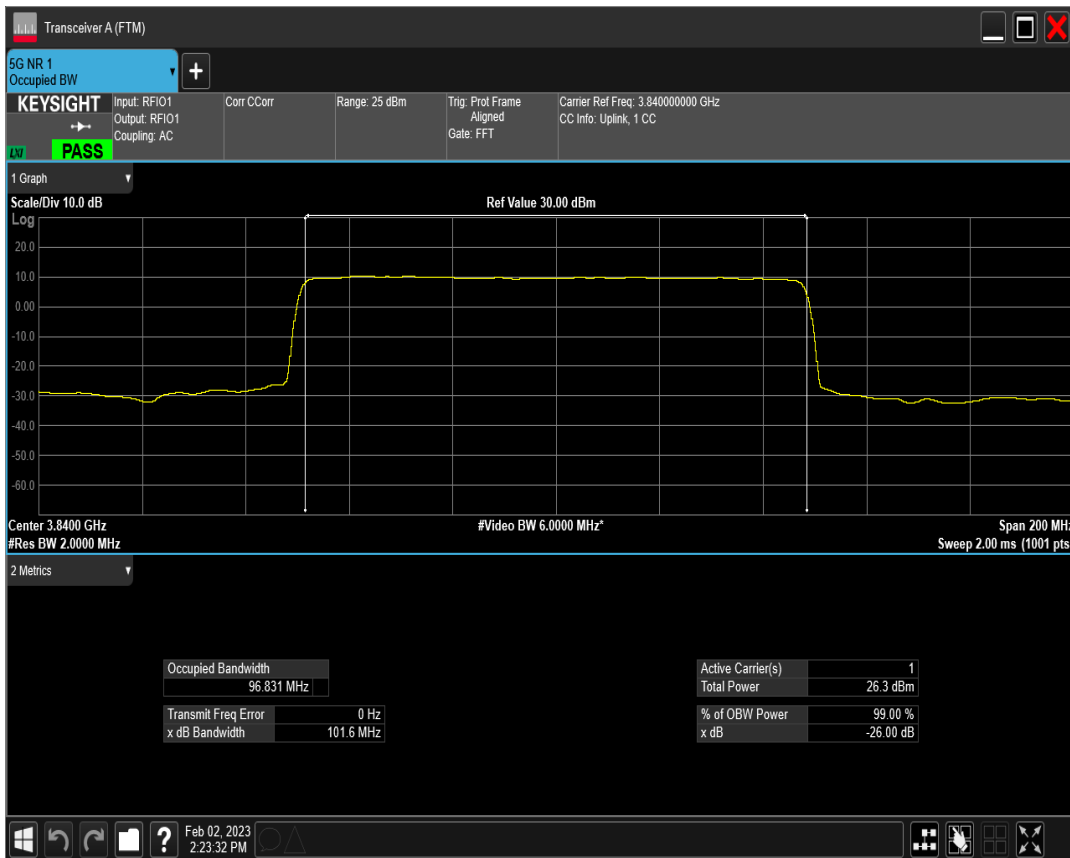 Transceiver A (FTM)
5G NR 1
Occupied BW
+
KEYSIGHT
LXI
PASS
Input: RFIO1
Output: RFIO1
Coupling: AC
Corr CCorr
Range: 25 dBm
Trig: Prot Frame
Aligned
Gate: FFT
Carrier Ref Freq: 3.840000000 GHz
CC Info: Uplink, 1 CC
1 Graph
Scale/Div 10.0 dB
Ref Value 30.00 dBm
Log
20.0
10.0
0.00
-10.0
-20.0
-30.0
-40.0
-50.0
-60.0
Center 3.8400 GHz
#Video BW 6.0000 MHz*
Span 200 MHz
#Res BW 2.0000 MHz
Sweep 2.00 ms (1001 pts
2 Metrics
Occupied Bandwidth
96.831 MHz
Transmit Freq Error 0 Hz
x dB Bandwidth 101.6 MHz
Active Carrier(s) 1
Total Power 26.3 dBm
% of OBW Power 99.00 %
x dB -26.00 dB
?
Feb 02, 2023
2:23:32 PM